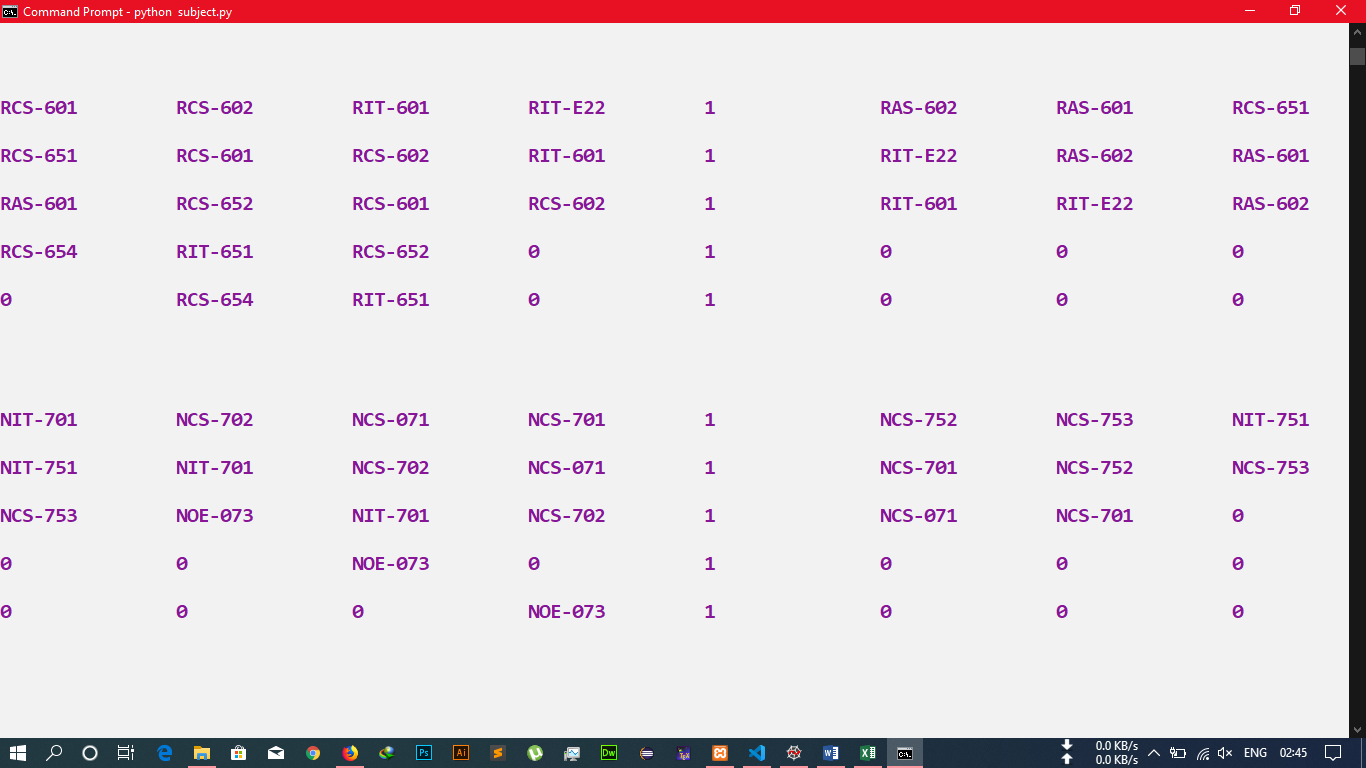 Command Prompt - python  subject.py
RCS-601 RCS-602 RIT-601 RIT-E22 1 RAS-602 RAS-601 RCS-651
RCS-651 RCS-601 RCS-602 RIT-601 1 RIT-E22 RAS-602 RAS-601
RAS-601 RCS-652 RCS-601 RCS-602 1 RIT-601 RIT-E22 RAS-602
RCS-654 RIT-651 RCS-652 0 1 0 0 0
0 RCS-654 RIT-651 0 1 0 0 0
NIT-701 NCS-702 NCS-071 NCS-701 1 NCS-752 NCS-753 NIT-751
NIT-751 NIT-701 NCS-702 NCS-071 1 NCS-701 NCS-752 NCS-753
NCS-753 NOE-073 NIT-701 NCS-702 1 NCS-071 NCS-701 0
0 0 NOE-073 0 1 0 0 0
0 0 0 NOE-073 1 0 0 0
0.0 KB/s
0.0 KB/s
ENG 02:45